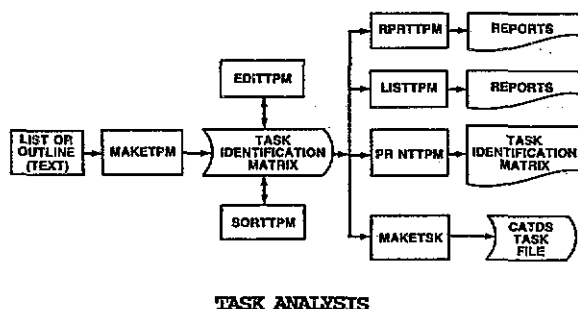 RPRTTPM
REPORTS
EDITTPM
LISTTPM
REPORTS
LIST OR
OUTLINE
(TEXT)
MAKETPM
TASK
IDENTIFICATION
MATRIX
PR NTTPM
TASK
IDENTIFICATION
MATRIX
SORTTPM
MAKETSK
CATDS
TASK
FILE
TASK ANALYSIS